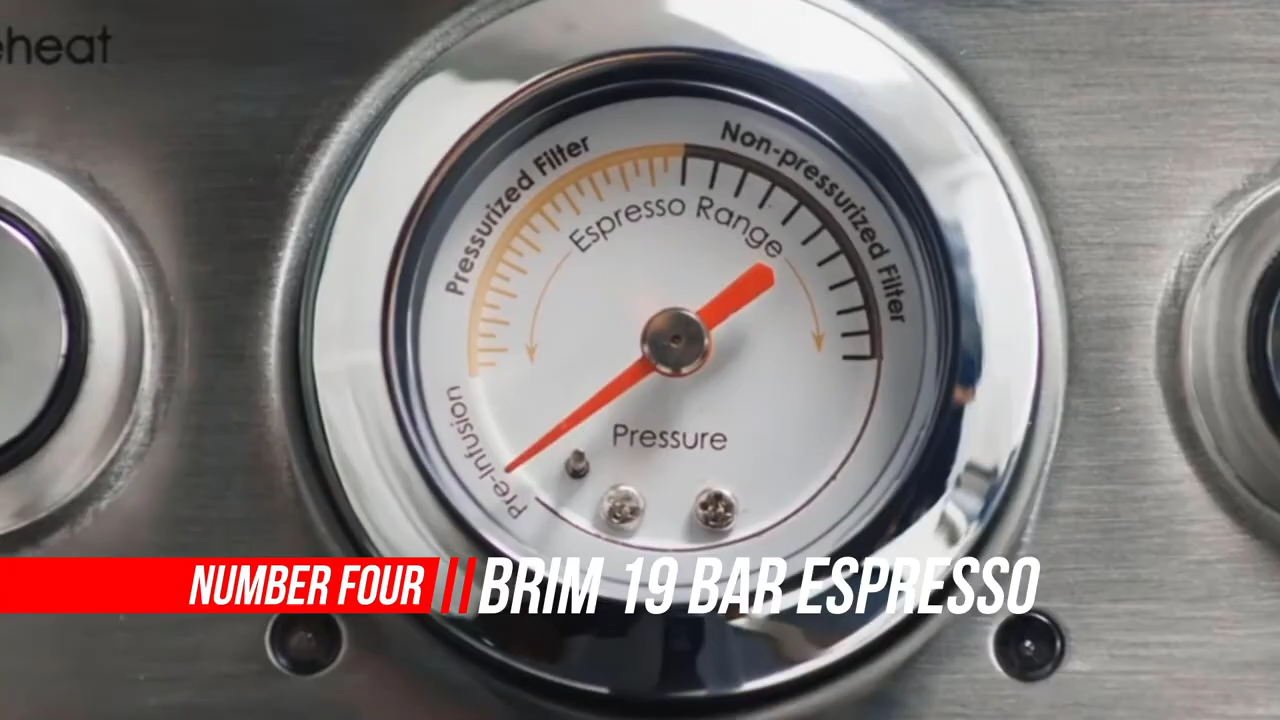 eheat
Pressurized Filter
Non-pressurized Filter
Espresso Range
Pre-Infusion
Pressure
NUMBER FOUR
BRIM 19 BAR ESPRESSO